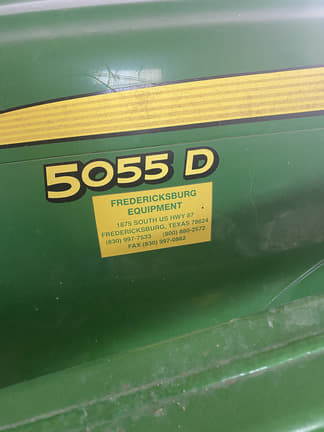 5055 D
FREDERICKSBURG
EQUIPMENT
1875 SOUTH US HWY 87
FREDERICKSBURG, TEXAS 78624
(830) 997-7533 (800) 880-2572
FAX (830) 997-0862